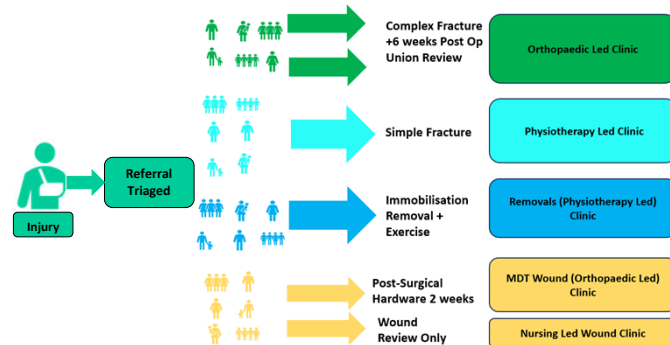 Complex Fracture
+6 weeks Post Op
Union Review
Orthopaedic Led Clinic
Simple Fracture
Physiotherapy Led Clinic
Referral
Triaged
Injury
Immobilisation
Removal +
Exercise
Removals (Physiotherapy Led)
Clinic
Post-Surgical
Hardware 2 weeks
MDT Wound (Orthopaedic Led)
Clinic
Wound
Review Only
Nursing Led Wound Clinic